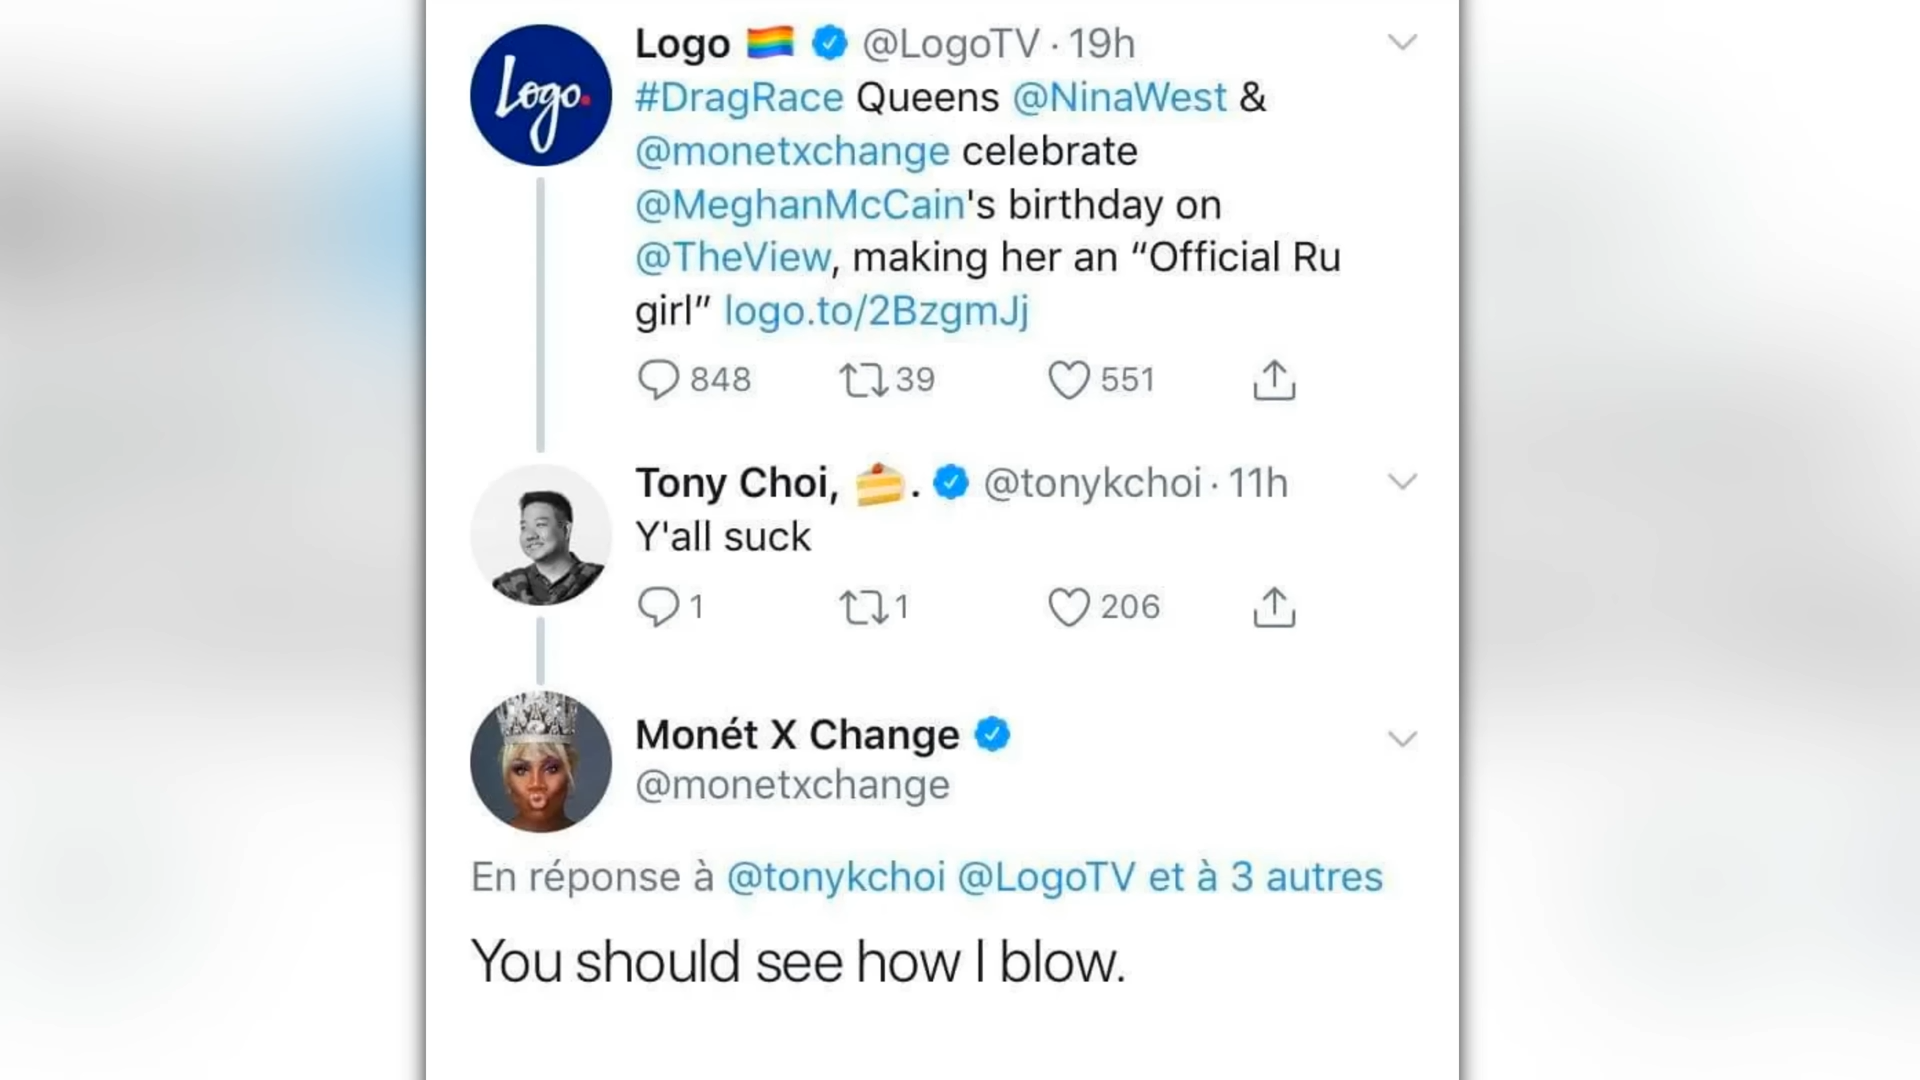 Logo.
Logo 🏳️‍🌈 @LogoTV · 19h
#DragRace Queens @NinaWest &
@monetxchange celebrate
@MeghanMcCain's birthday on
@TheView, making her an “Official Ru
girl” logo.to/2BzgmJj
848 39 551
Tony Choi, 🍰. @tonykchoi · 11h
Y'all suck
1 1 206
Monét X Change
@monetxchange
En réponse à @tonykchoi @LogoTV et à 3 autres
You should see how I blow.